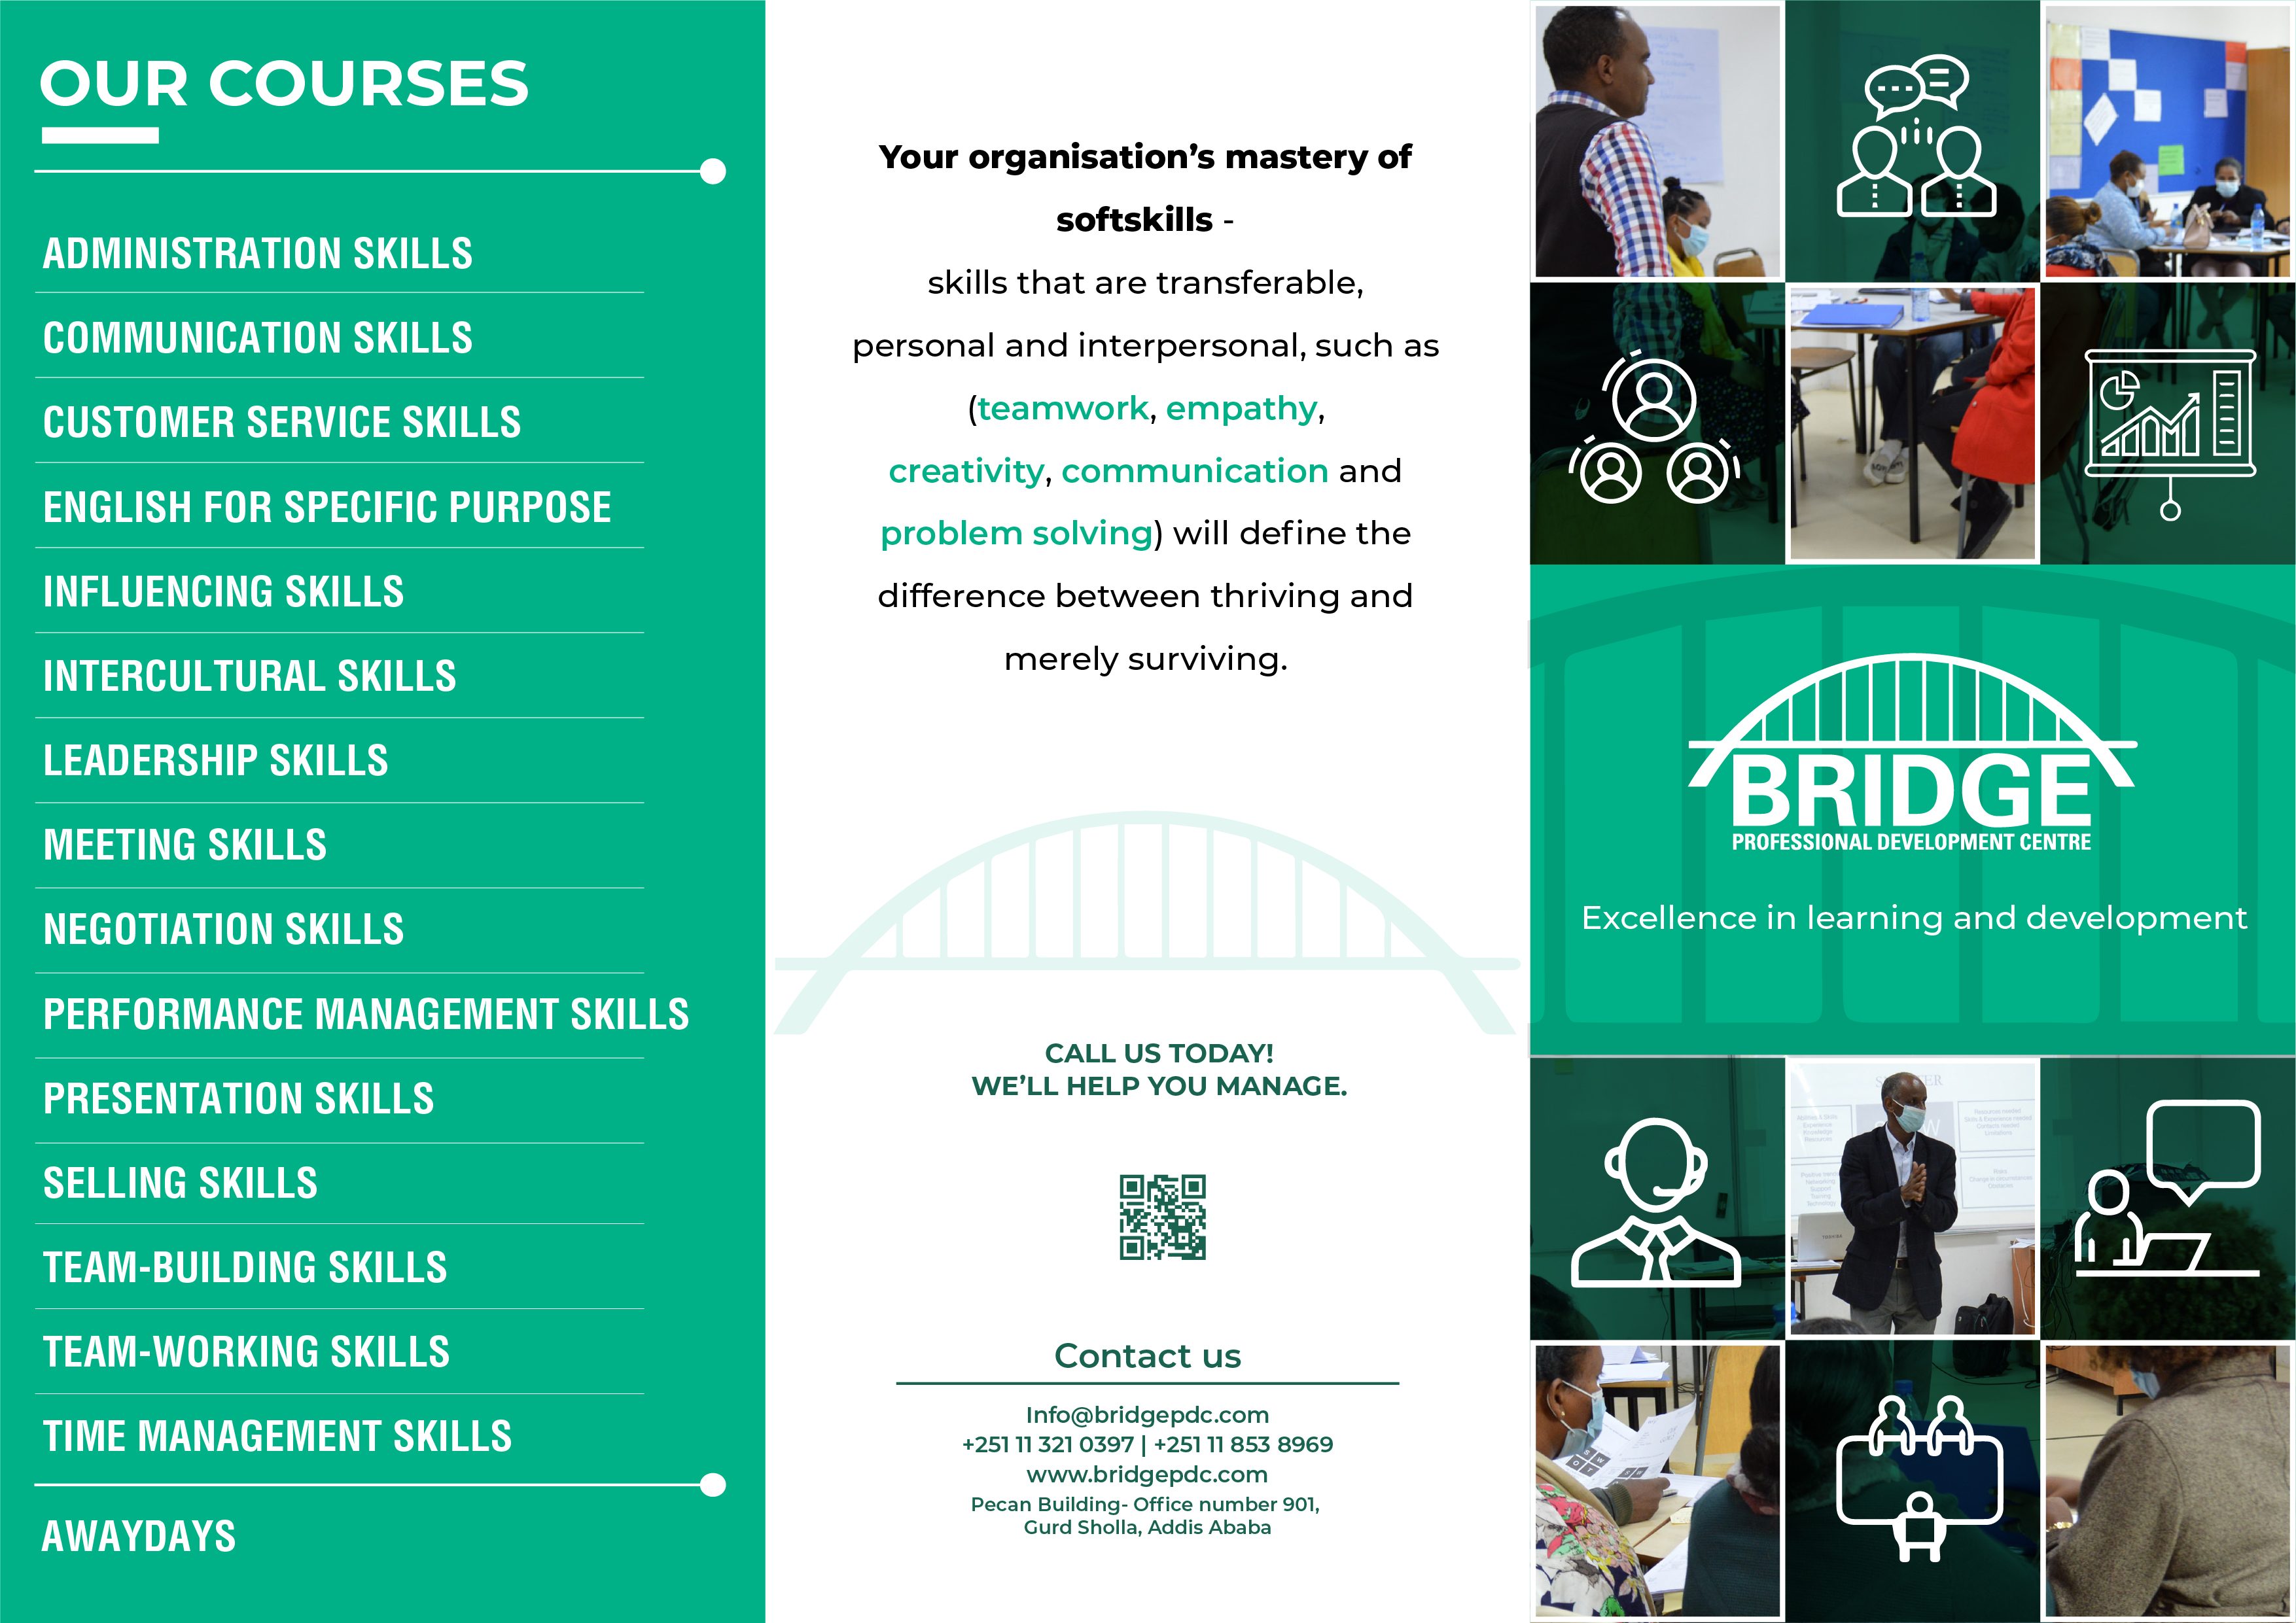 OUR COURSES
ADMINISTRATION SKILLS
COMMUNICATION SKILLS
CUSTOMER SERVICE SKILLS
ENGLISH FOR SPECIFIC PURPOSE
INFLUENCING SKILLS
INTERCULTURAL SKILLS
LEADERSHIP SKILLS
MEETING SKILLS
NEGOTIATION SKILLS
PERFORMANCE MANAGEMENT SKILLS
PRESENTATION SKILLS
SELLING SKILLS
TEAM-BUILDING SKILLS
TEAM-WORKING SKILLS
TIME MANAGEMENT SKILLS
AWAYDAYS
Your organisation’s mastery of
softskills -
skills that are transferable,
personal and interpersonal, such as
(teamwork, empathy,
creativity, communication and
problem solving) will define the
difference between thriving and
merely surviving.
CALL US TODAY!
WE’LL HELP YOU MANAGE.
Contact us
Info@bridgepdc.com
+251 11 321 0397 | +251 11 853 8969
www.bridgepdc.com
Pecan Building- Office number 901,
Gurd Sholla, Addis Ababa
BRIDGE
PROFESSIONAL DEVELOPMENT CENTRE
Excellence in learning and development